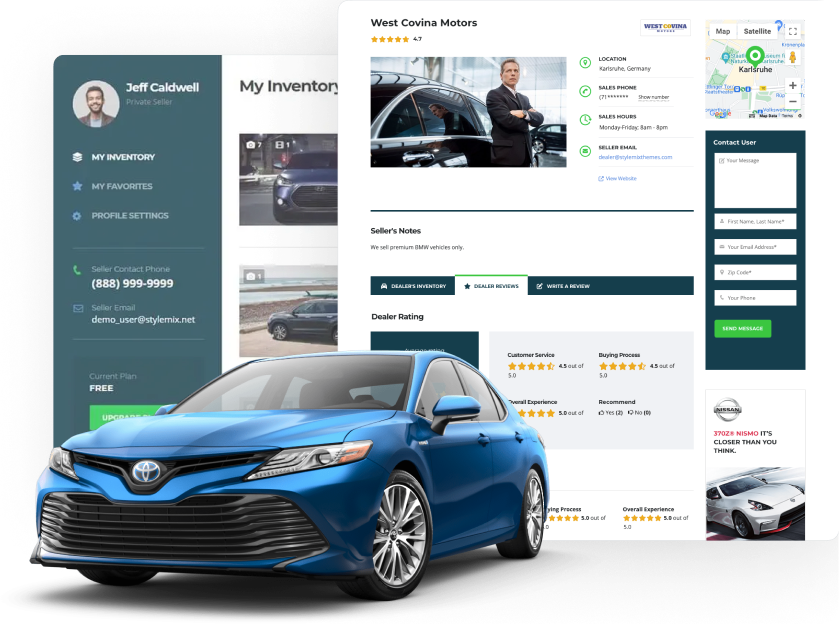 Jeff Caldwell
Private Seller
MY INVENTORY
MY FAVORITES
PROFILE SETTINGS
Seller Contact Phone
(888) 999-9999
Seller Email
demo_user@stylemix.net
Current Plan
FREE
My Inventory
7 1
1
West Covina Motors
4.7
WEST COVINA
MOTORS
LOCATION
Karlsruhe, Germany
SALES PHONE
(71******* Show number
SALES HOURS
Monday-Friday: 8am - 8pm
SELLER EMAIL
dealer@stylemixthemes.com
View Website
Seller's Notes
We sell premium BMW vehicles only.
DEALER'S INVENTORY DEALER REVIEWS WRITE A REVIEW
Dealer Rating
Customer Service
4.5 out of
5.0
Buying Process
4.5 out of
5.0
Overall Experience
5.0 out of
Recommend
Yes (2) No (0)
ying Process
5.0 out of
.0
Overall Experience
5.0 out of
5.0
Map Satellite
Karlsruhe
Google
Map Data Terms
Contact User
Your Message
First Name, Last Name*
Your Email Address*
Zip Code*
Your Phone
SEND MESSAGE
NISSAN
370Z® NISMO IT'S
CLOSER THAN YOU
THINK.